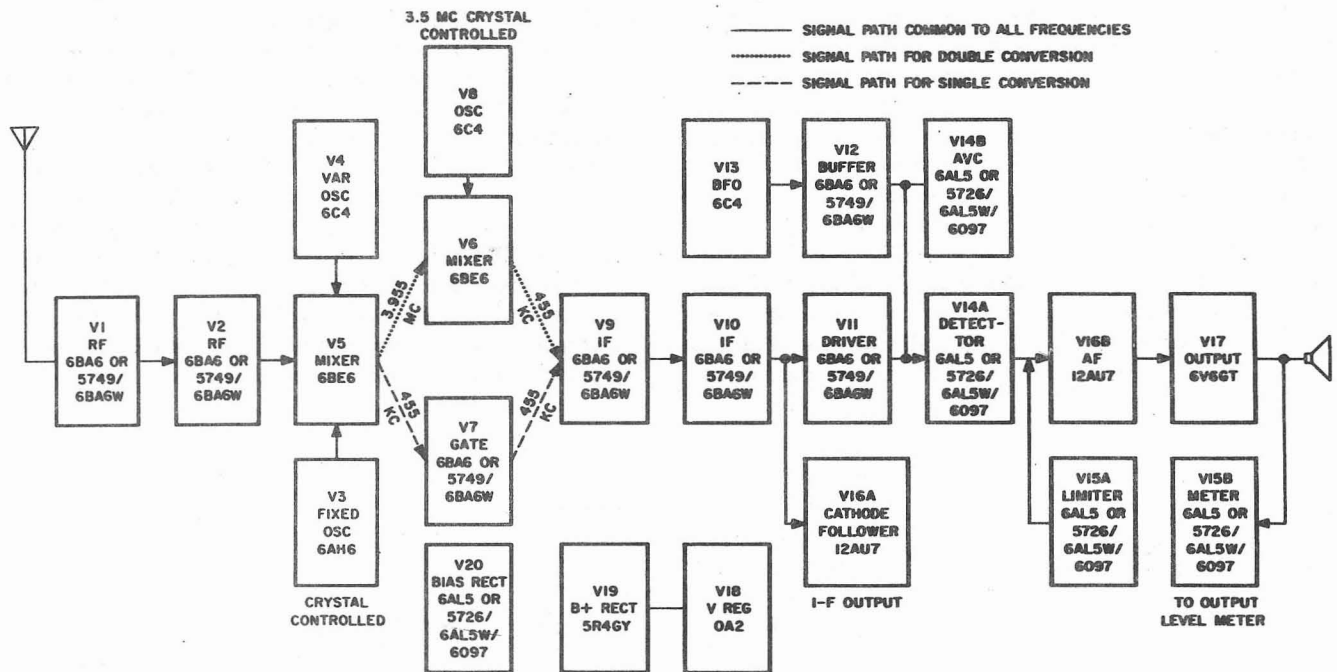 3.5 MC CRYSTAL
CONTROLLED
SIGNAL PATH COMMON TO ALL FREQUENCIES
SIGNAL PATH FOR DOUBLE CONVERSION
SIGNAL PATH FOR SINGLE CONVERSION
V8
OSC
6C4
V4
VAR
OSC
6C4
V13
BFO
6C4
V12
BUFFER
6BA6 OR
5749/
6BA6W
V14B
AVC
6AL5 OR
5726/
6AL5W/
6097
V6
MIXER
6BE6
3.955
MC
455
KC
V1
RF
6BA6 OR
5749/
6BA6W
V2
RF
6BA6 OR
5749/
6BA6W
V5
MIXER
6BE6
V9
IF
6BA6 OR
5749/
6BA6W
V10
IF
6BA6 OR
5749/
6BA6W
V11
DRIVER
6BA6 OR
5749/
6BA6W
V14A
DETECT-
TOR
6AL5 OR
5726/
6AL5W/
6097
V16B
AF
12AU7
V17
OUTPUT
6V6GT
455
KC
455
KC
V7
GATE
6BA6 OR
5749/
6BA6W
V3
FIXED
OSC
6AH6
CRYSTAL
CONTROLLED
V16A
CATHODE
FOLLOWER
12AU7
I-F OUTPUT
V15A
LIMITER
6AL5 OR
5726/
6AL5W/
6097
V15B
METER
6AL5 OR
5726/
6AL5W/
6097
TO OUTPUT
LEVEL METER
V20
BIAS RECT
6AL5 OR
5726/
6AL5W/
6097
V19
B+ RECT
5R4GY
V18
V REG
OA2